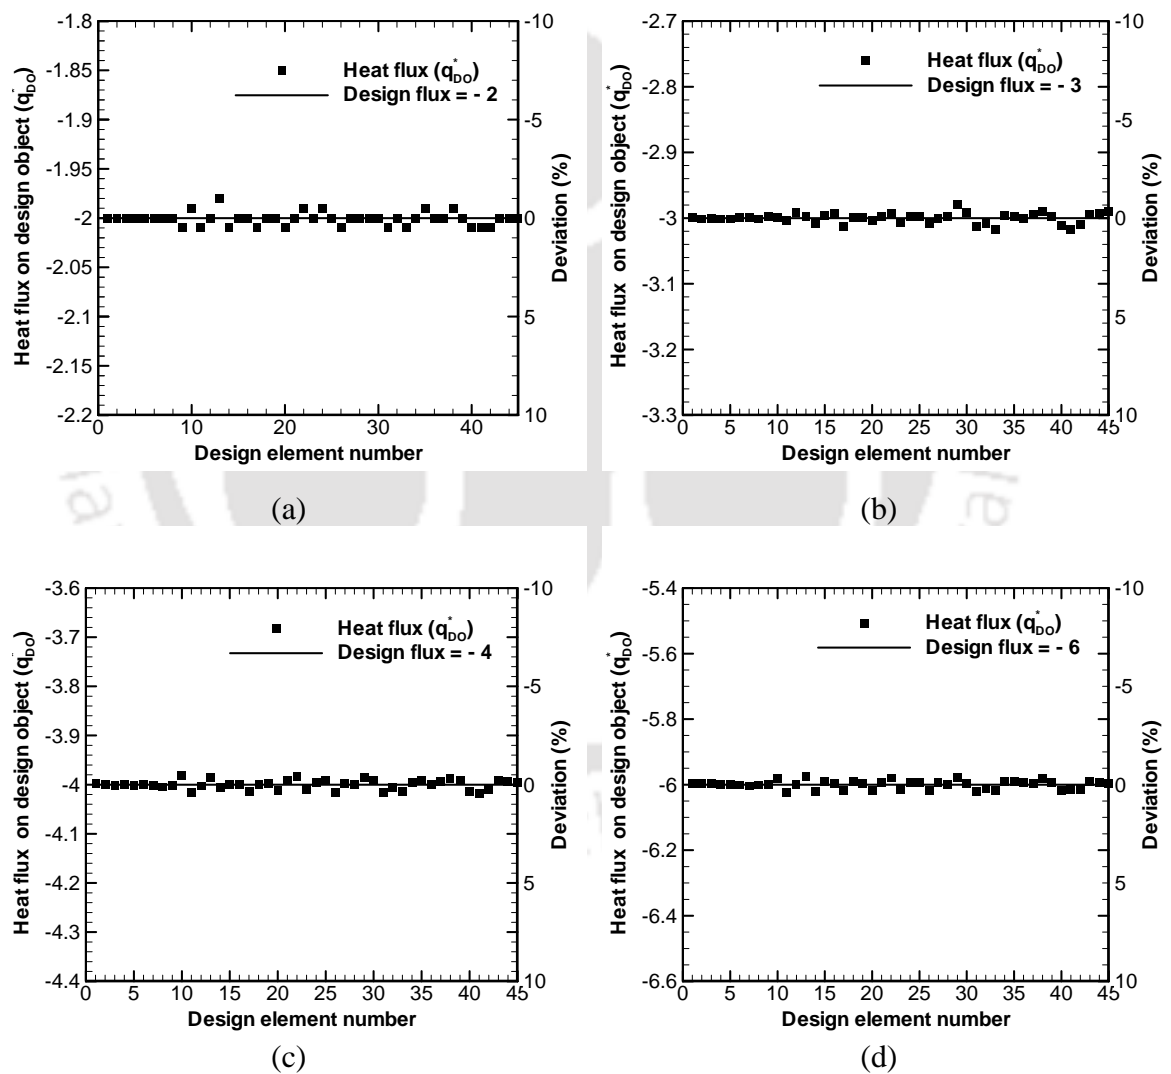 -1.8
-1.85
-1.9
-1.95
-2
-2.05
-2.1
-2.15
-2.2
0
10
20
30
40
-10
-5
0
5
10
Heat flux (q*DO)
Design flux = - 2
Heat flux on design object (q*DO)
Deviation (%)
Design element number
(a)
-2.7
-2.8
-2.9
-3
-3.1
-3.2
-3.3
0 5 10 15 20 25 30 35 40 45
-10
-5
0
5
10
Heat flux (q*DO)
Design flux = - 3
Heat flux on design object (q*DO)
Deviation (%)
Design element number
(b)
-3.6
-3.7
-3.8
-3.9
-4
-4.1
-4.2
-4.3
-4.4
0 5 10 15 20 25 30 35 40 45
-10
-5
0
5
10
Heat flux (q*DO)
Design flux = - 4
Heat flux on design object (q*DO)
Deviation (%)
Design element number
(c)
-5.4
-5.6
-5.8
-6
-6.2
-6.4
-6.6
0 5 10 15 20 25 30 35 40 45
-10
-5
0
5
10
Heat flux (q*DO)
Design flux = - 6
Heat flux on design object (q*DO)
Deviation (%)
Design element number
(d)